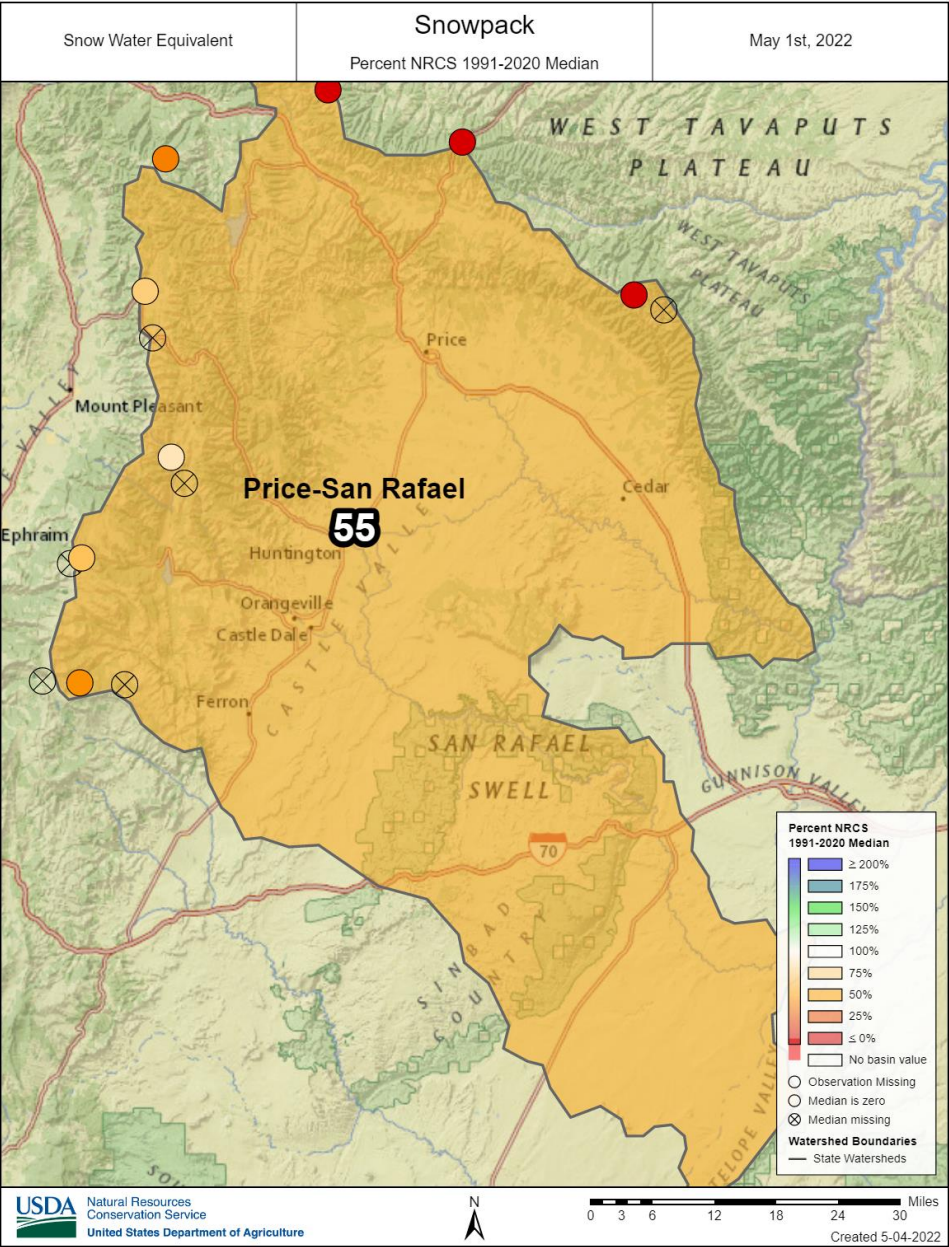 Snow Water Equivalent
Snowpack
Percent NRCS 1991-2020 Median
May 1st, 2022
WEST TAVAPUTS
PLATEAU
WEST TAVAPUTS
PLATEAU
Price
Mount Pleasant
E VALLEY
Price-San Rafael
55
Cedar
Ephraim
Huntington
Orangeville
Castle Dale
CASTLE VALLEY
Ferron
SAN RAFAEL
SWELL
GUNNISON VALLEY
70
SINBAD
COUNTRY
TELOPE VALLEY
SOU
Percent NRCS
1991-2020 Median
≥ 200%
175%
150%
125%
100%
75%
50%
25%
≤ 0%
No basin value
Observation Missing
Median is zero
Median missing
Watershed Boundaries
State Watersheds
USDA
Natural Resources
Conservation Service
United States Department of Agriculture
N
Miles
0 3 6 12 18 24 30
Created 5-04-2022